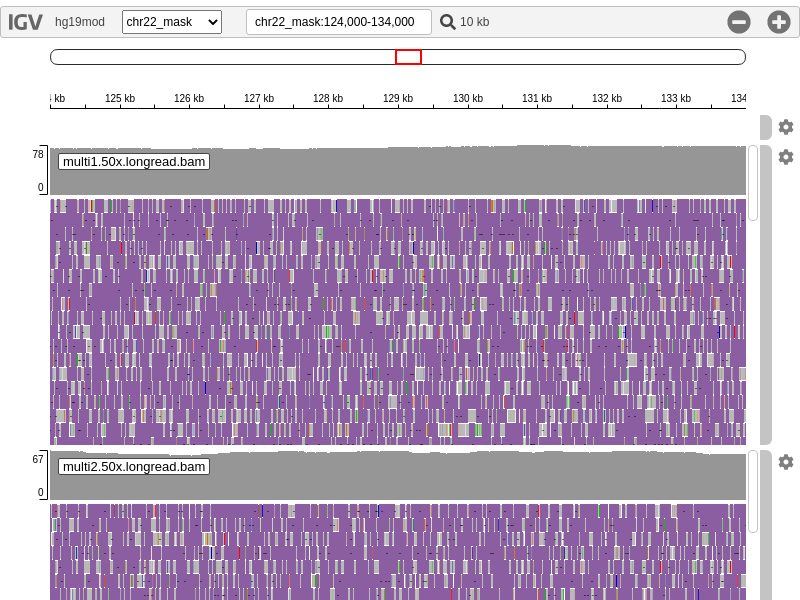 IGV hg19mod chr22_mask chr22_mask:124,000-134,000 10 kb
kb 125 kb 126 kb 127 kb 128 kb 129 kb 130 kb 131 kb 132 kb 133 kb 134
78 multi1.50x.longread.bam
0
67 multi2.50x.longread.bam
0